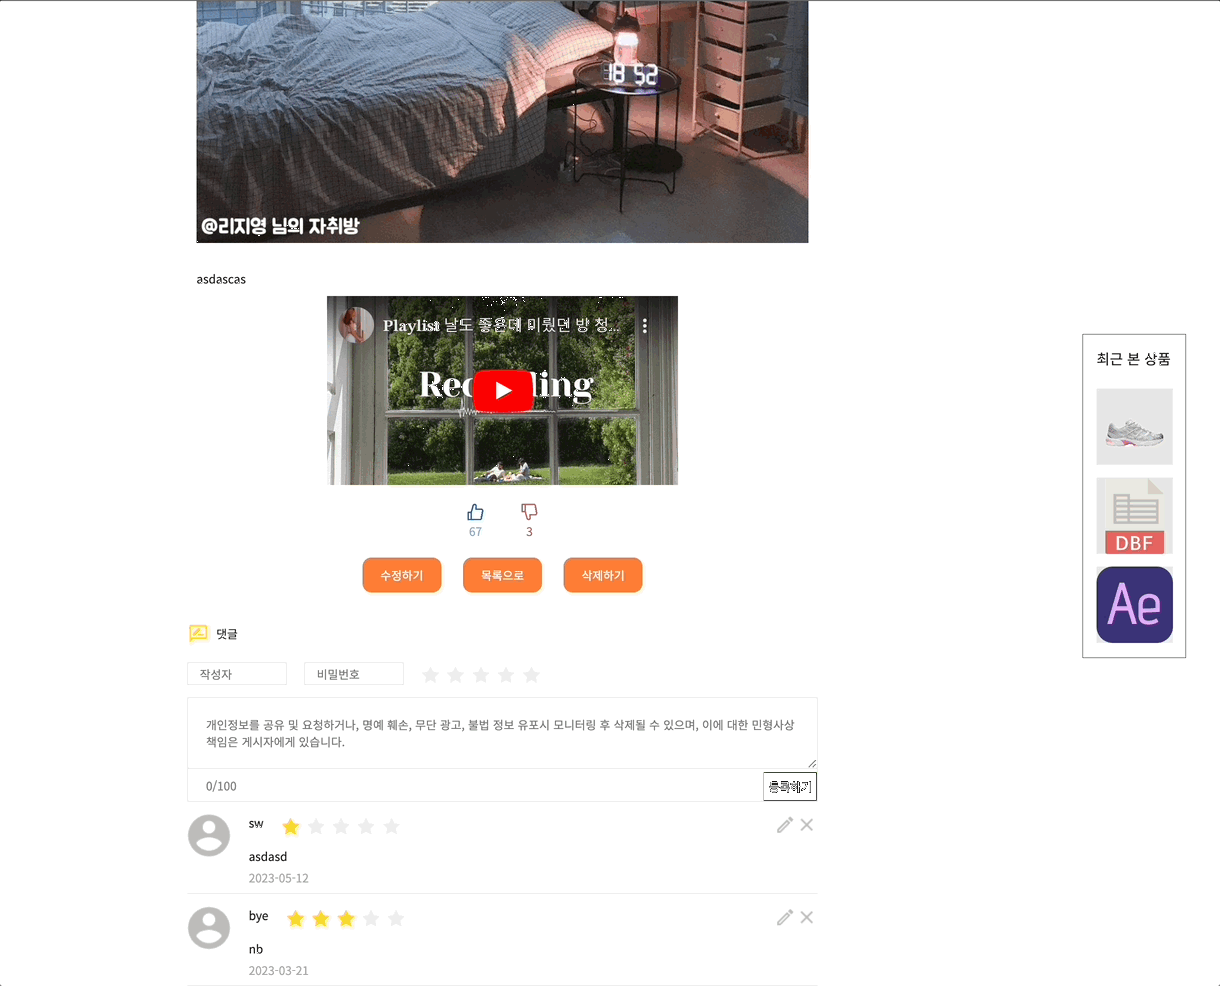 18 52
@리지영 님의 자취방
asdascas
Playlist 날도 좋은데 미뤘던 방 청...
67
3
수정하기
목록으로
삭제하기
댓글
작성자
비밀번호
개인정보를 공유 및 요청하거나, 명예 훼손, 무단 광고, 불법 정보 유포시 모니터링 후 삭제될 수 있으며, 이에 대한 민형사상
책임은 게시자에게 있습니다.
0/100
등록하기
sw
asdasd
2023-05-12
bye
nb
2023-03-21
최근 본 상품
DBF
Ae